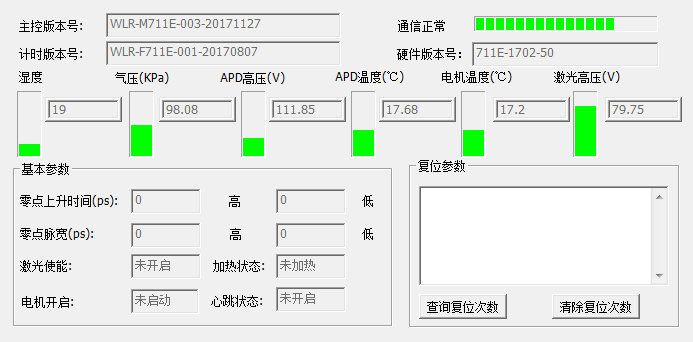 主控版本号: WLR-M711E-003-20171127 通信正常
计时版本号: WLR-F711E-001-20170807 硬件版本号: 711E-1702-50
湿度 气压(KPa) APD高压(V) APD温度(℃) 电机温度(℃) 激光高压(V)
19 98.08 111.85 17.68 17.2 79.75
基本参数 复位参数
零点上升时间(ps): 0 高 0 低
零点脉宽(ps): 0 高 0 低
激光使能: 未开启 加热状态: 未加热
电机开启: 未启动 心跳状态: 未开启
查询复位次数 清除复位次数